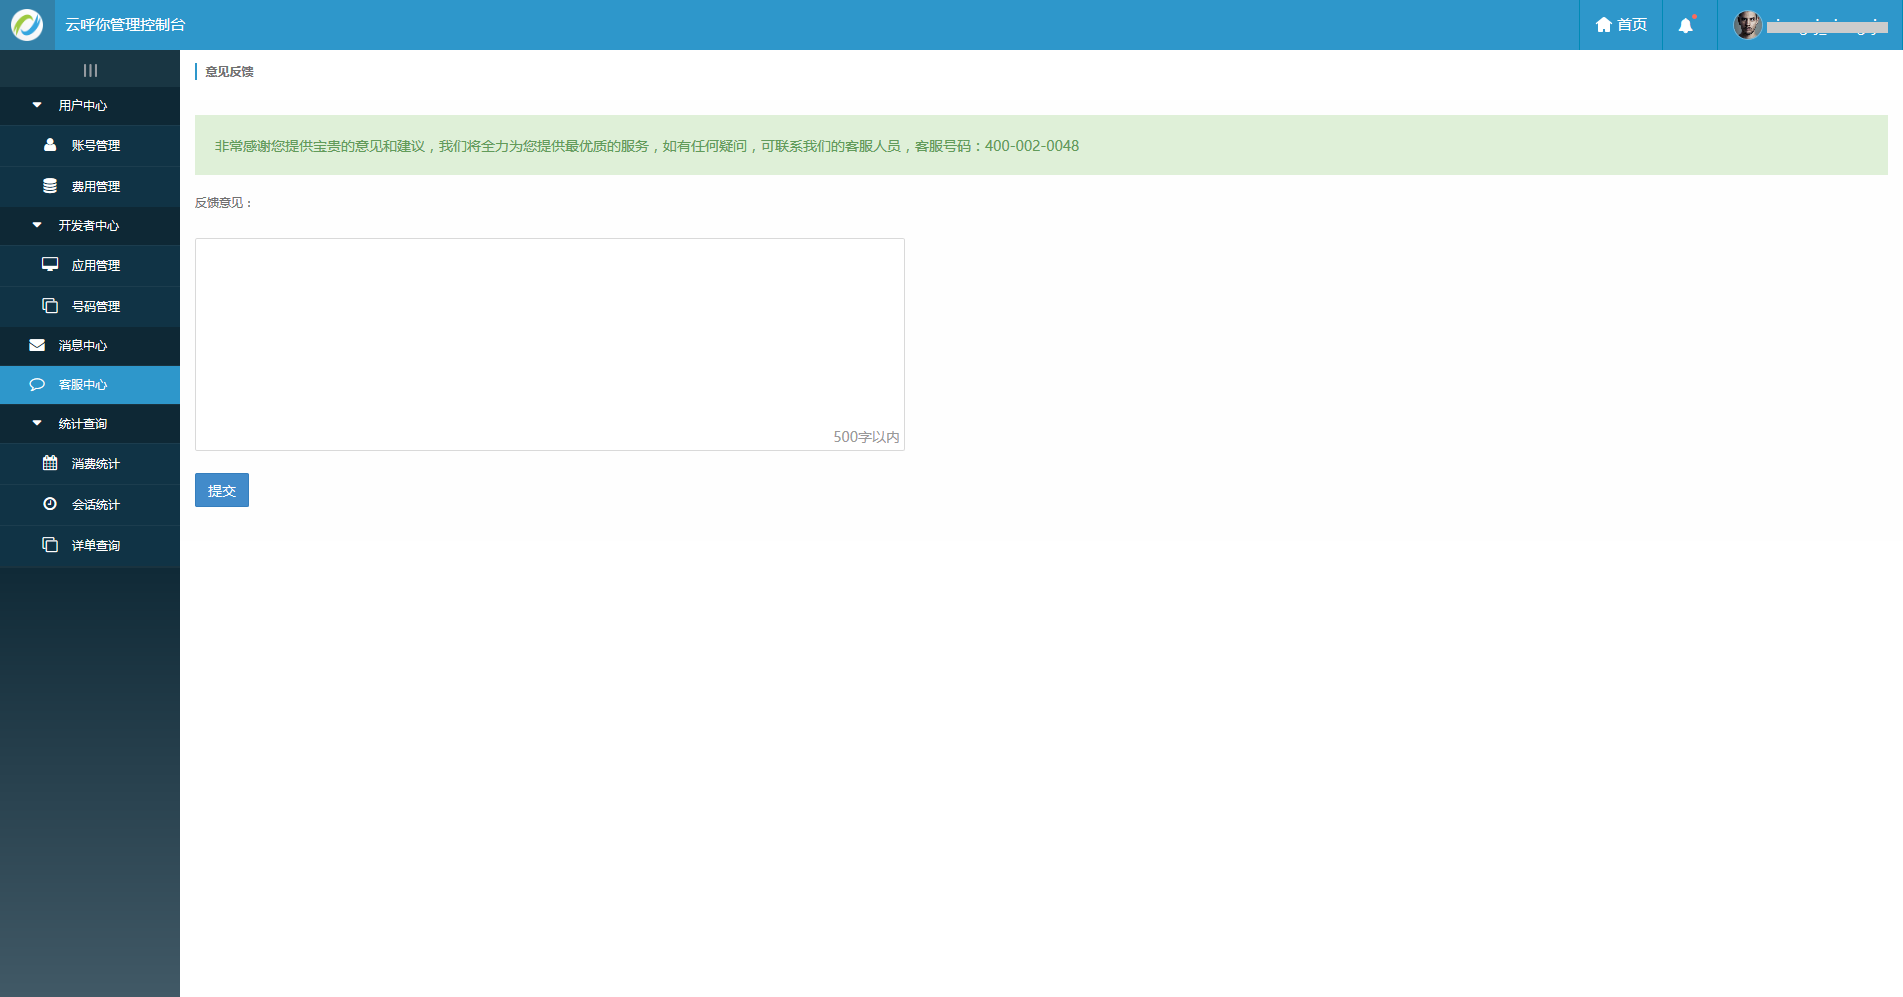 云呼你管理控制台
首页
用户中心
账号管理
费用管理
开发者中心
应用管理
号码管理
消息中心
客服中心
统计查询
消费统计
会话统计
详单查询
意见反馈
非常感谢您提供宝贵的意见和建议，我们将全力为您提供最优质的服务，如有任何疑问，可联系我们的客服人员，客服号码：400-002-0048
反馈意见：
500字以内
提交